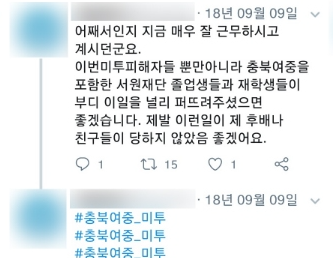 · 18년 09월 09일
어째서인지 지금 매우 잘 근무하시고
계시던군요.
이번미투피해자들 뿐만아니라 충북여중을
포함한 서원재단 졸업생들과 재학생들이
부디 이일을 널리 퍼뜨려주셨으면
좋겠습니다. 제발 이런일이 제 후배나
친구들이 당하지 않았음 좋겠어요.
1 15 1
· 18년 09월 09일
#충북여중_미투
#충북여중_미투
#충북여중_미투